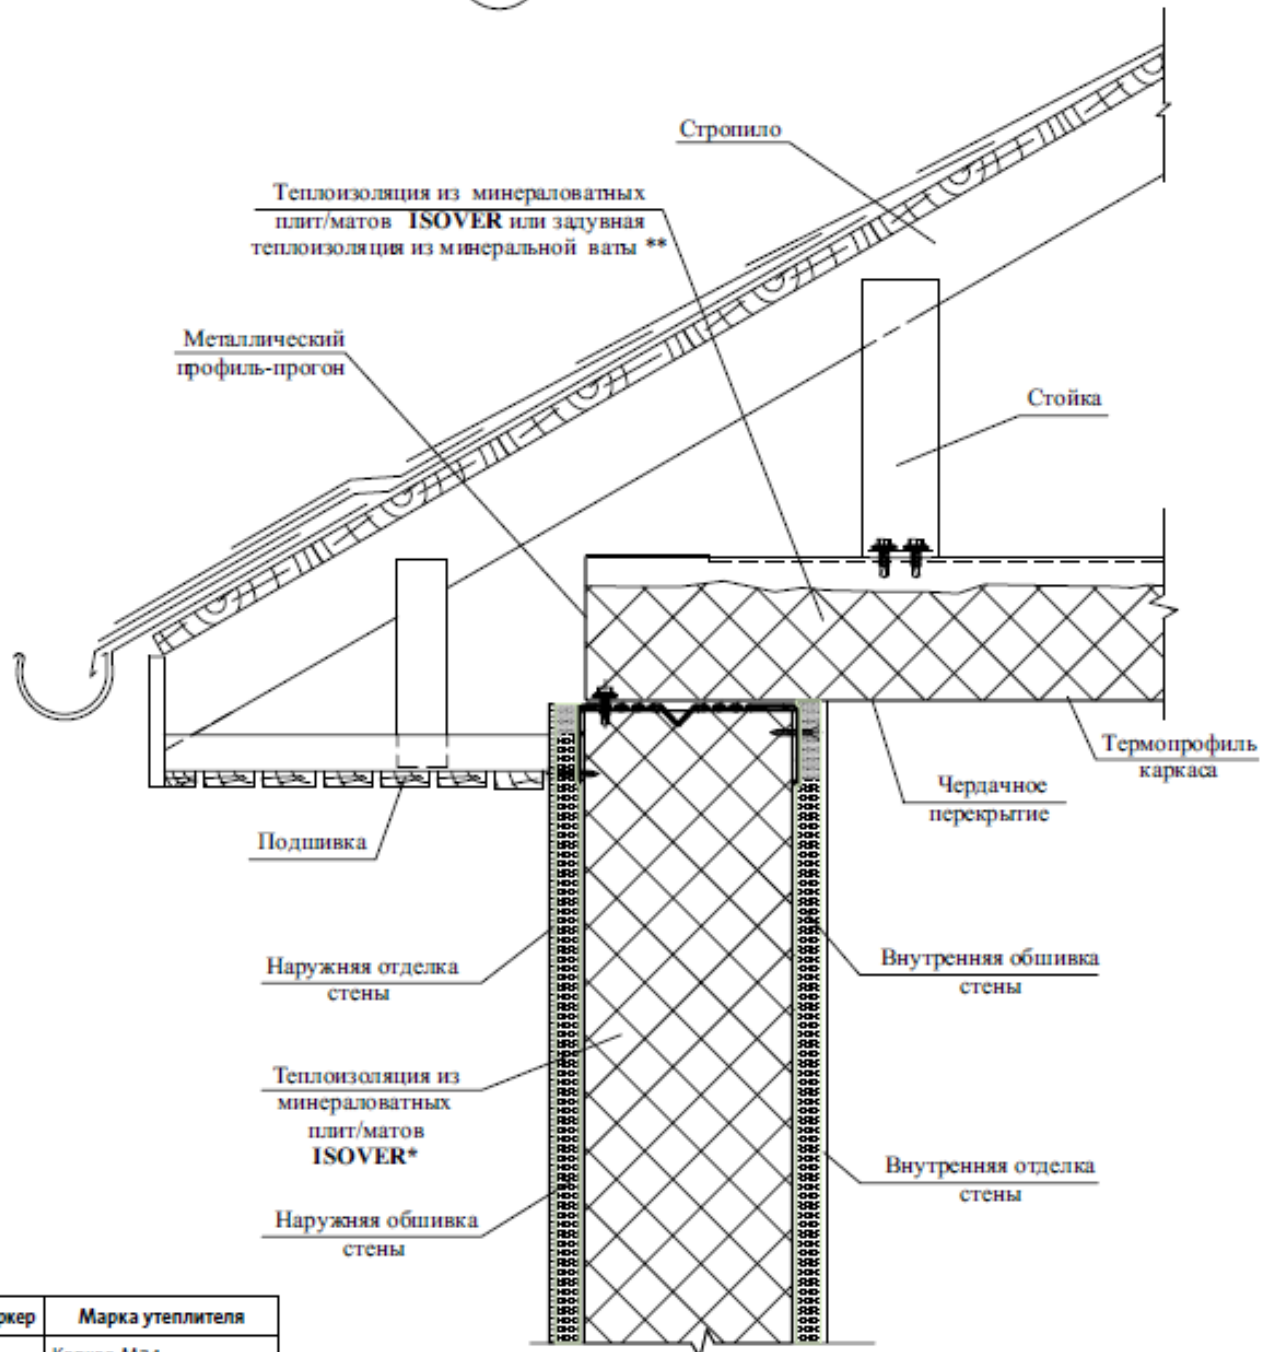 Стропило
Теплоизоляция из минераловатных
плит/матов ISOVER или задувная
теплоизоляция из минеральной ваты **
Металлический
профиль-прогон
Стойка
Термопрофиль
каркаса
Чердачное
перекрытие
Подшивка
Наружняя отделка
стены
Внутренняя обшивка
стены
Теплоизоляция из
минераловатных
плит/матов
ISOVER*
Внутренняя отделка
стены
Наружняя обшивка
стены
Марка утеплителя